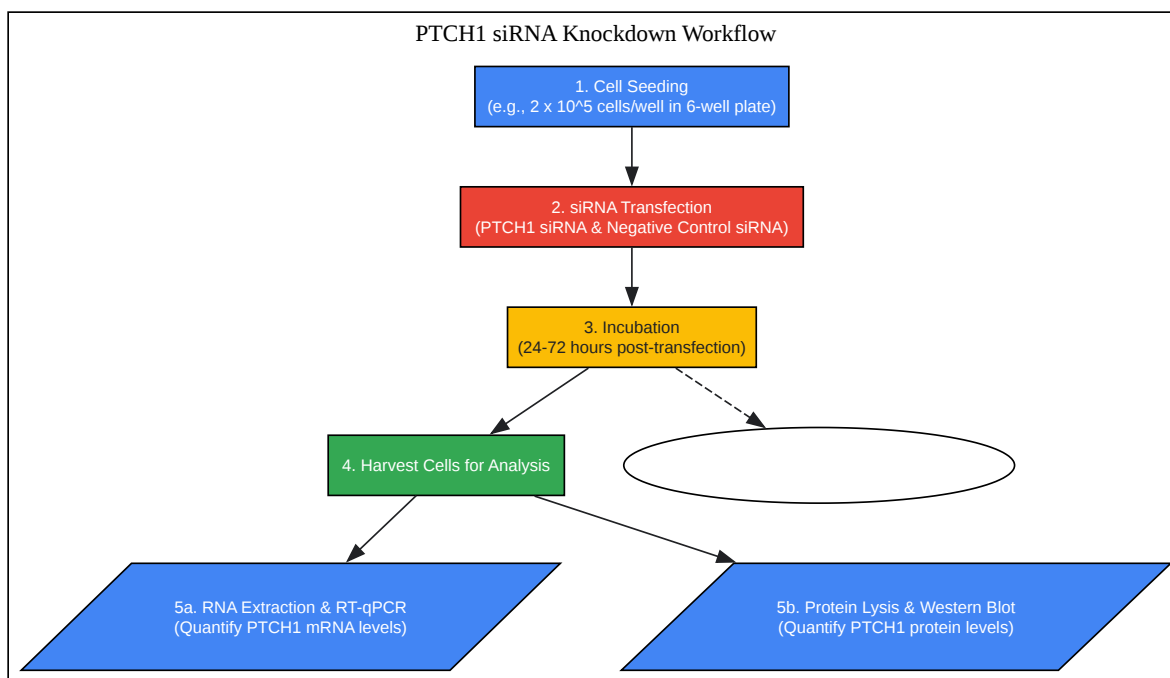 PTCH1 siRNA Knockdown Workflow
1. Cell Seeding
(e.g., 2 x 10^5 cells/well in 6-well plate)
2. siRNA Transfection
(PTCH1 siRNA & Negative Control siRNA)
3. Incubation
(24-72 hours post-transfection)
4. Harvest Cells for Analysis
5a. RNA Extraction & RT-qPCR
(Quantify PTCH1 mRNA levels)
5b. Protein Lysis & Western Blot
(Quantify PTCH1 protein levels)